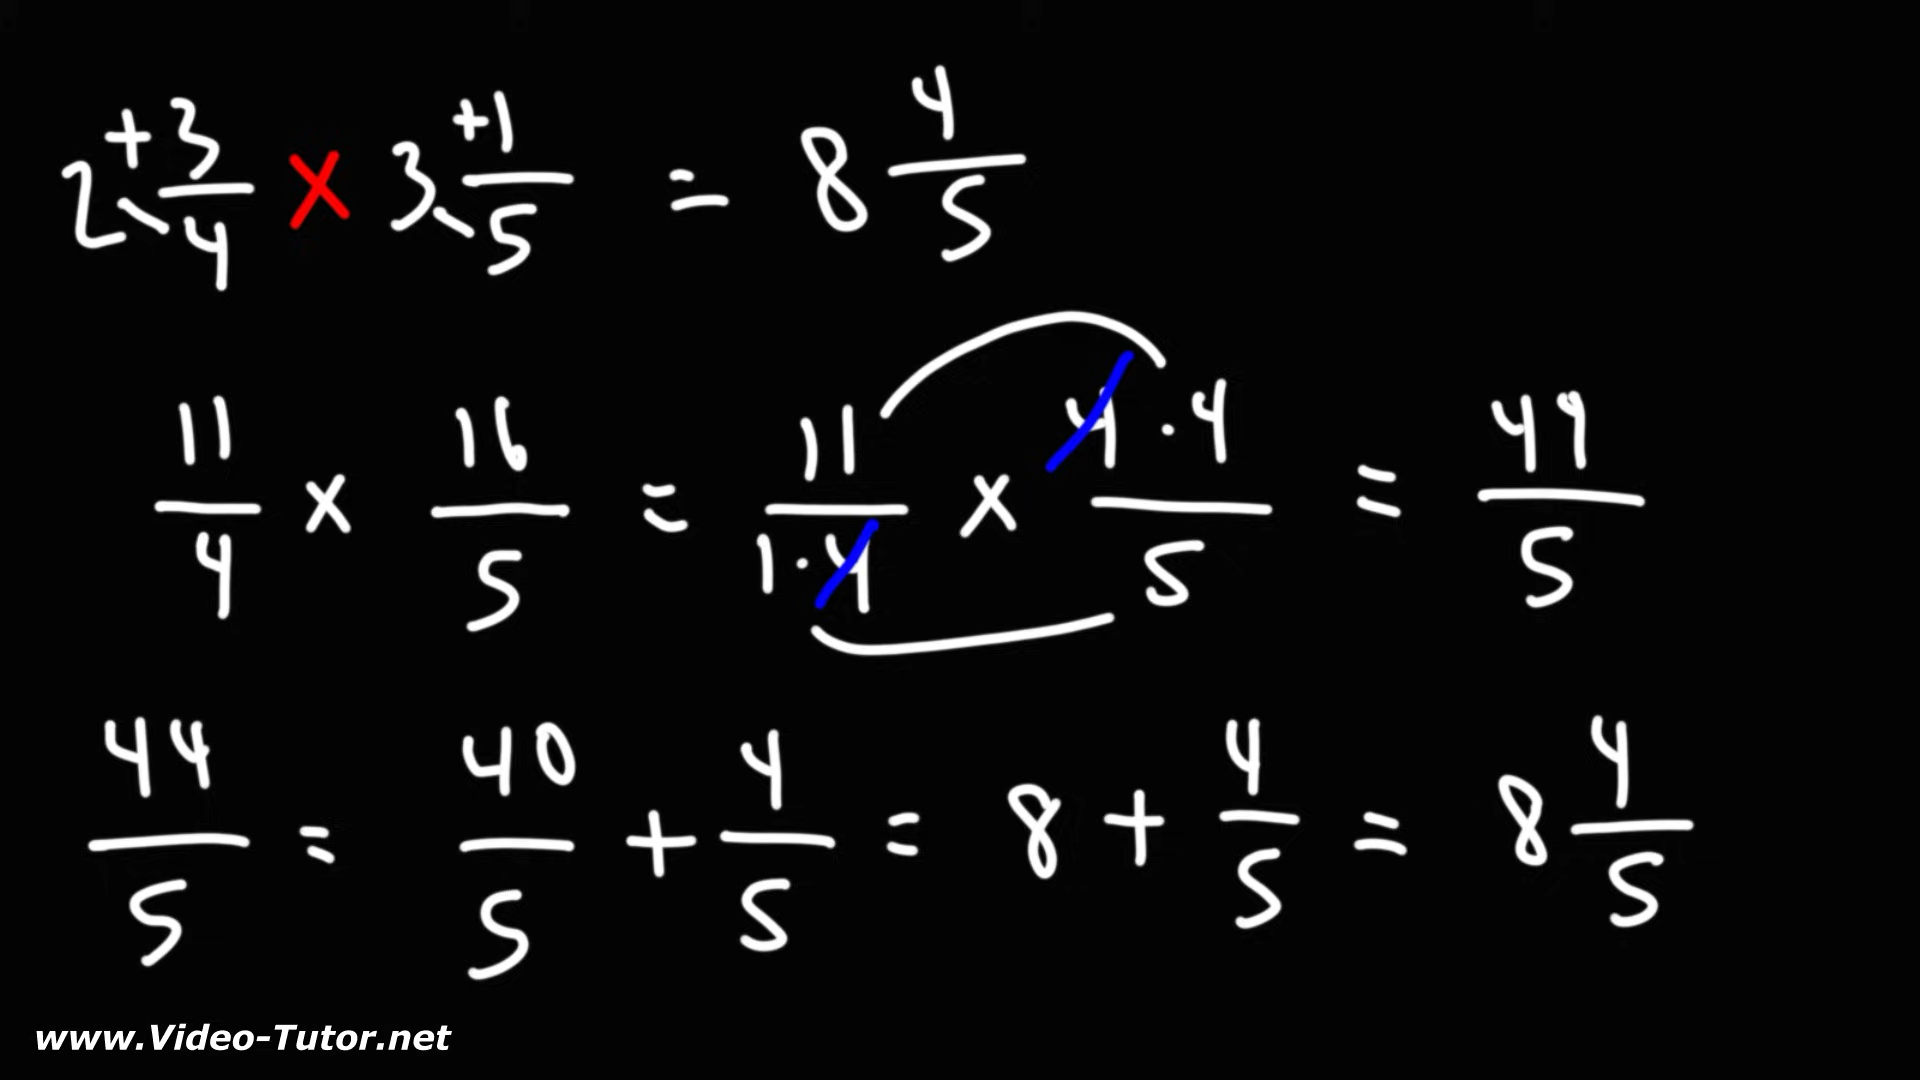 2 +3/4 × 3 +1/5 = 8 4/5
11/4 × 16/5 = 11/1·4 × 4·4/5 = 44/5
44/5 = 40/5 + 4/5 = 8 + 4/5 = 8 4/5
www.Video-Tutor.net